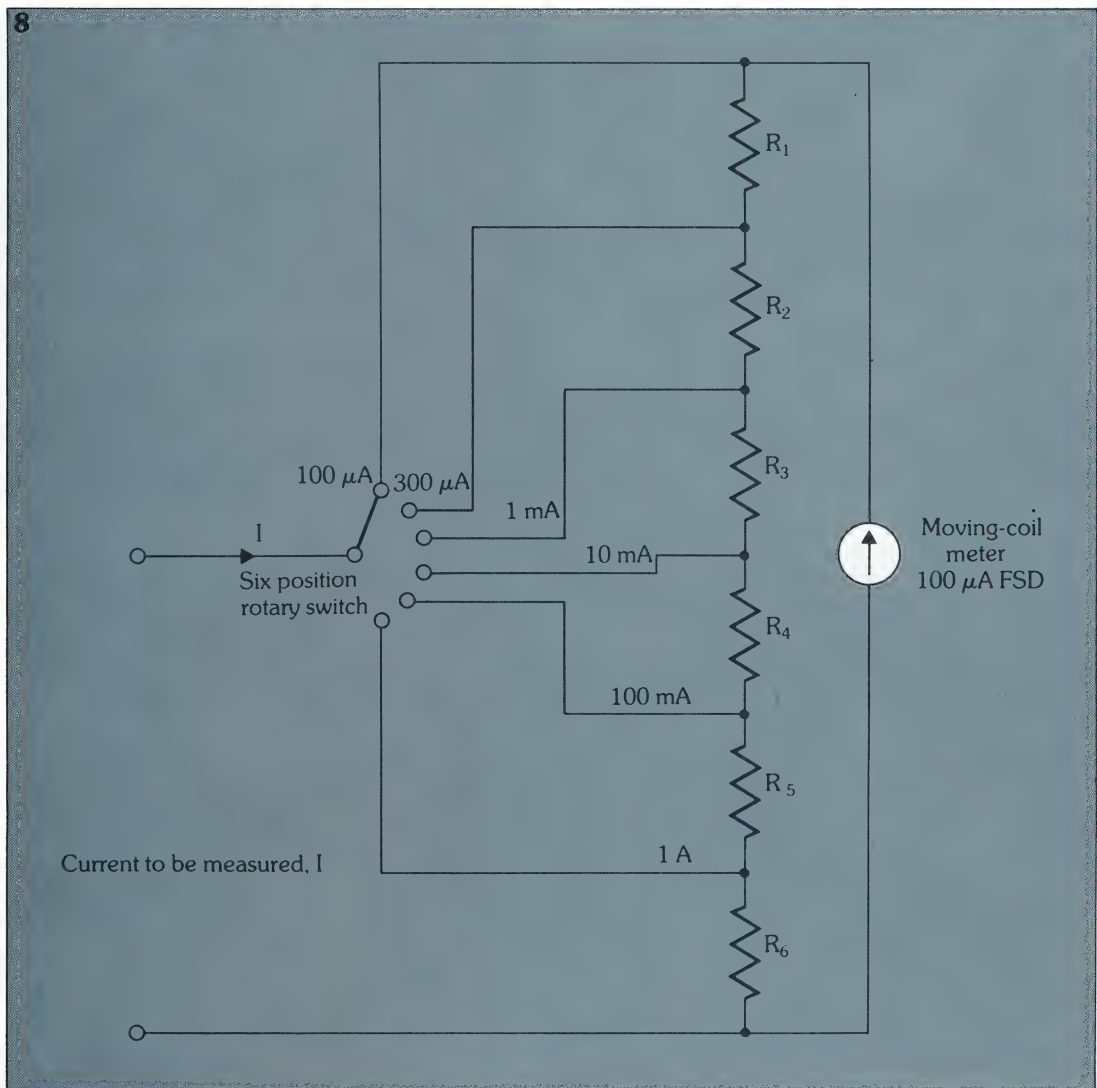 8
R₁
R₂
100 μA
300 μA
R₃
1 mA
I
10 mA
Moving-coil
meter
100 μA FSD
Six position
rotary switch
R₄
100 mA
R₅
1 A
Current to be measured, I
R₆